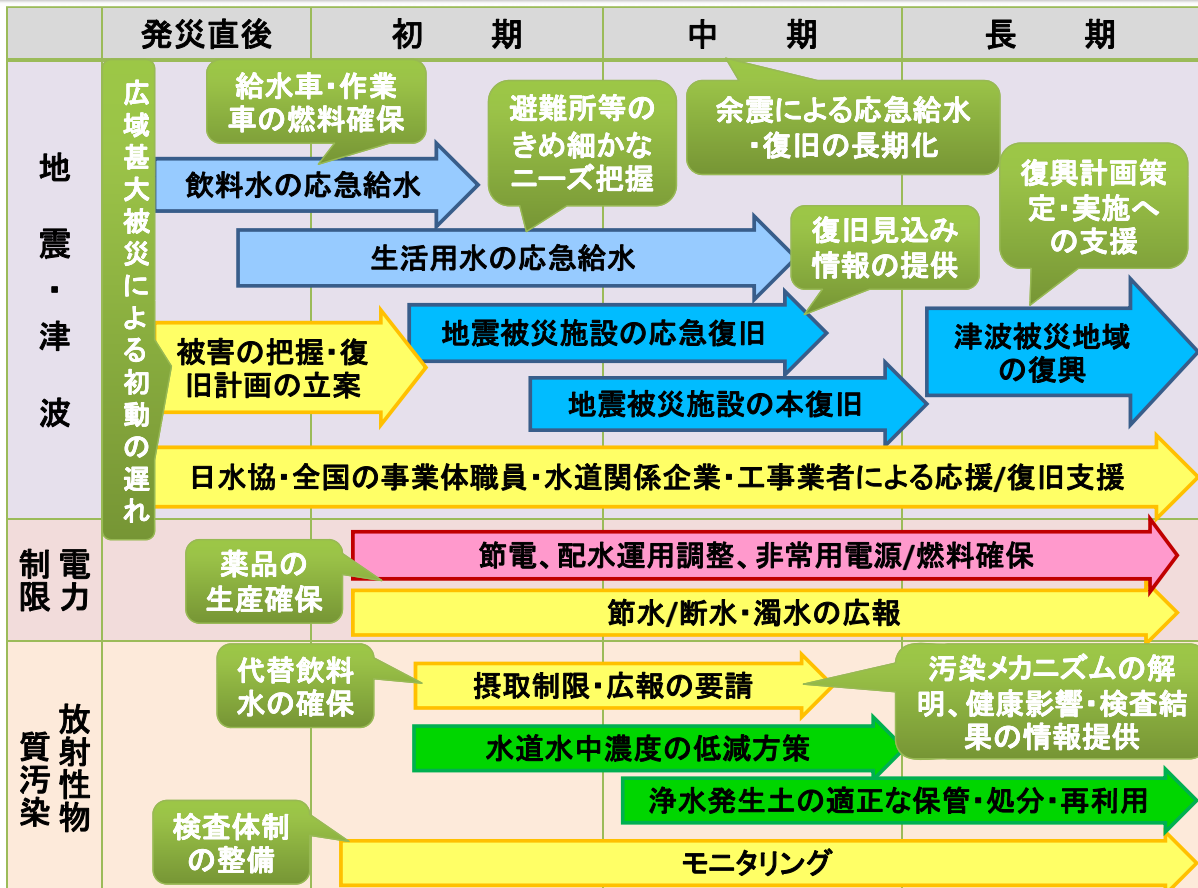 発災直後
初　期
中　期
長　期
地震・津波
広域甚大被災による初動の遅れ
給水車・作業
車の燃料確保
避難所等の
きめ細かな
ニーズ把握
余震による応急給水
・復旧の長期化
復興計画策
定・実施へ
の支援
飲料水の応急給水
生活用水の応急給水
復旧見込み
情報の提供
地震被災施設の応急復旧
津波被災地域
の復興
被害の把握・復
旧計画の立案
地震被災施設の本復旧
日水協・全国の事業体職員・水道関係企業・工事業者による応援/復旧支援
電力
制限
薬品の
生産確保
節電、配水運用調整、非常用電源/燃料確保
節水/断水・濁水の広報
放射性物
質汚染
代替飲料
水の確保
摂取制限・広報の要請
汚染メカニズムの解
明、健康影響・検査結
果の情報提供
水道水中濃度の低減方策
浄水発生土の適正な保管・処分・再利用
検査体制
の整備
モニタリング